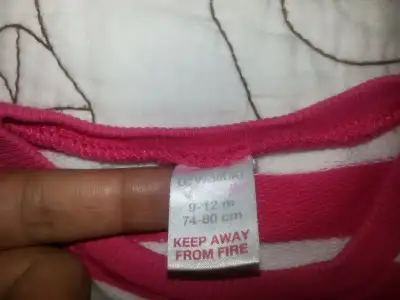 9-12 m
74-80 cm
KEEP AWAY
FROM FIRE